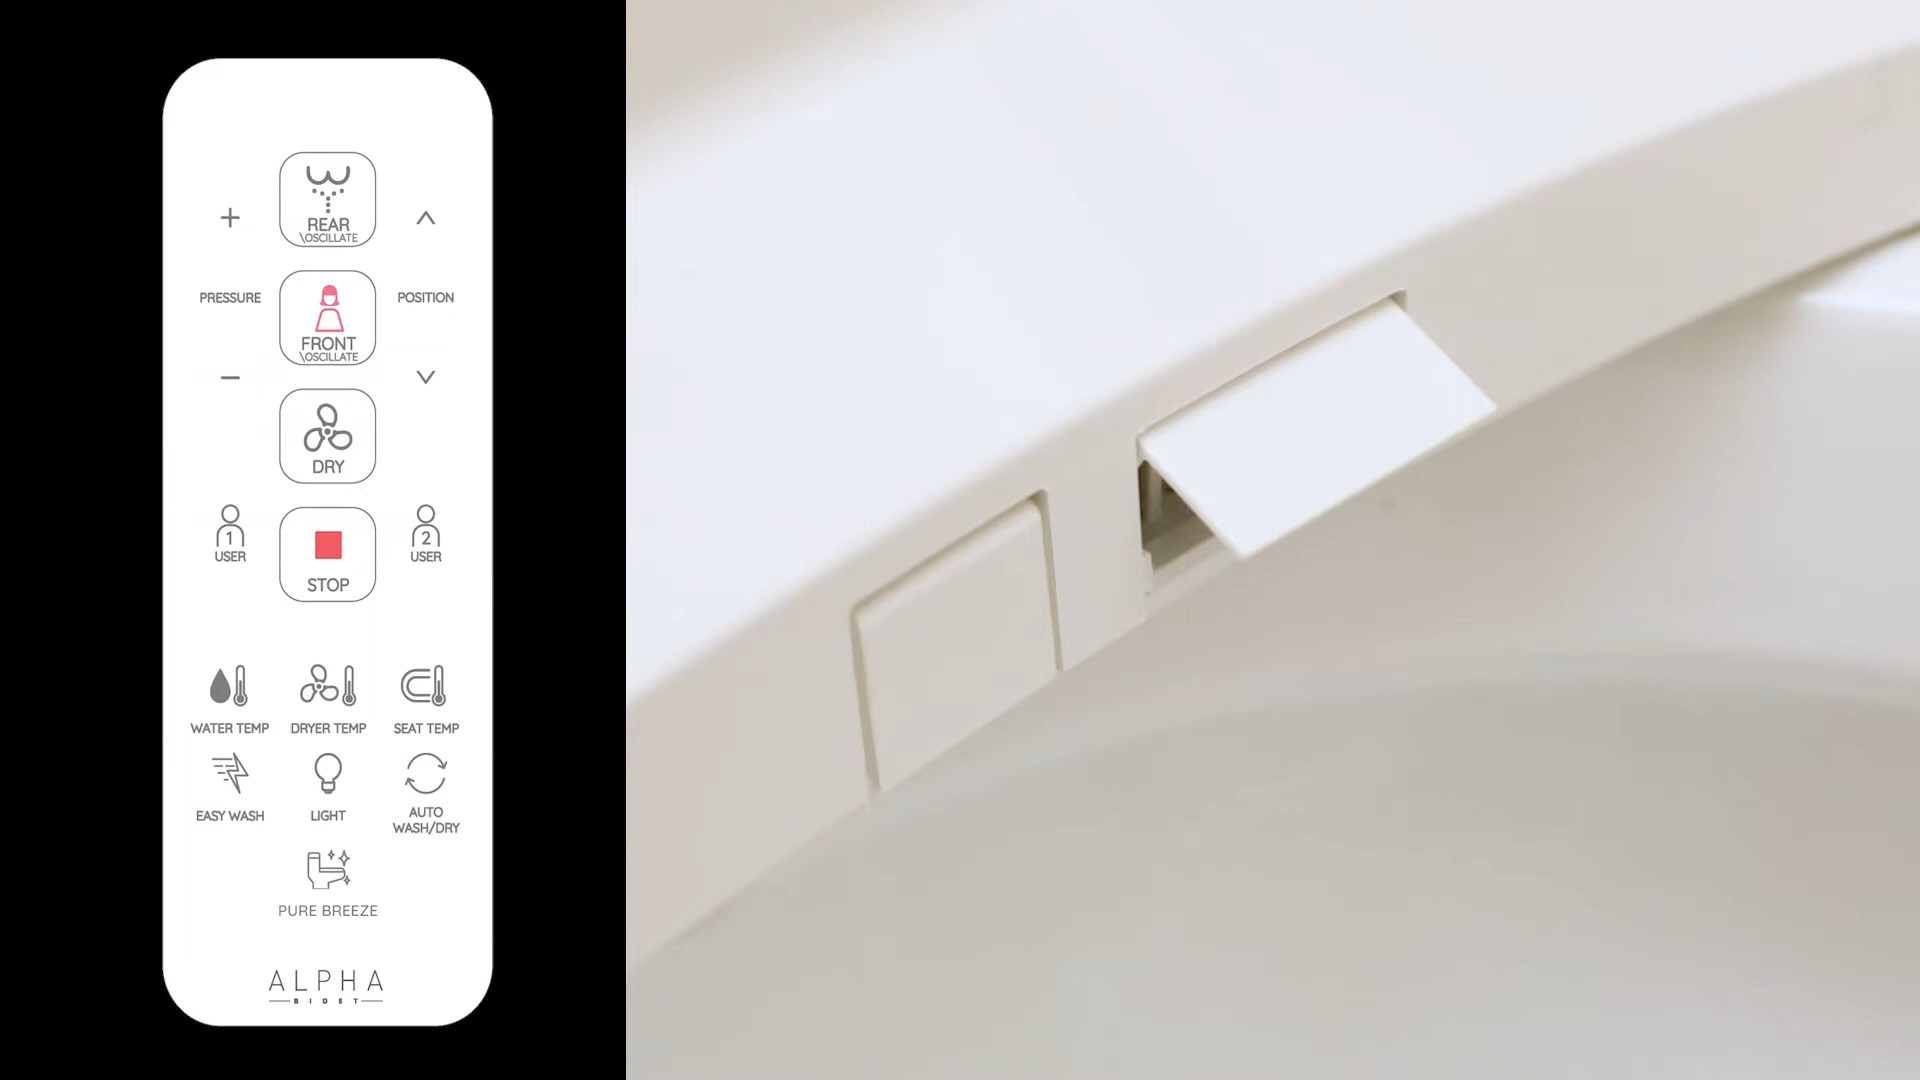 +
REAR
\OSCILLATE
PRESSURE
POSITION
FRONT
\OSCILLATE
−
DRY
1
USER
2
USER
STOP
WATER TEMP
DRYER TEMP
SEAT TEMP
EASY WASH
LIGHT
AUTO
WASH/DRY
PURE BREEZE
ALPHA
BIDET